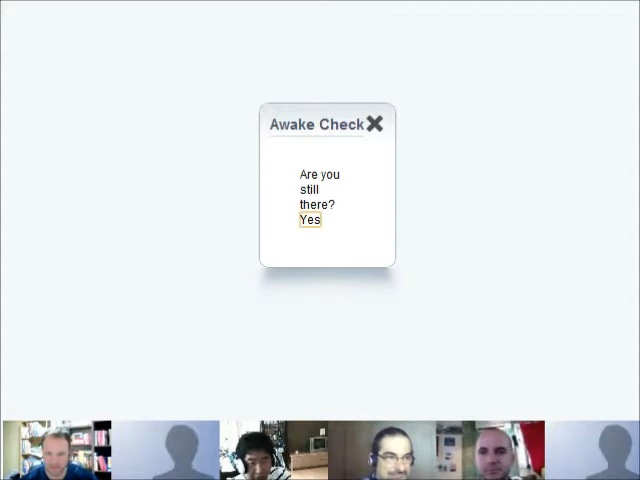 Awake Check
Are you
still
there?
Yes